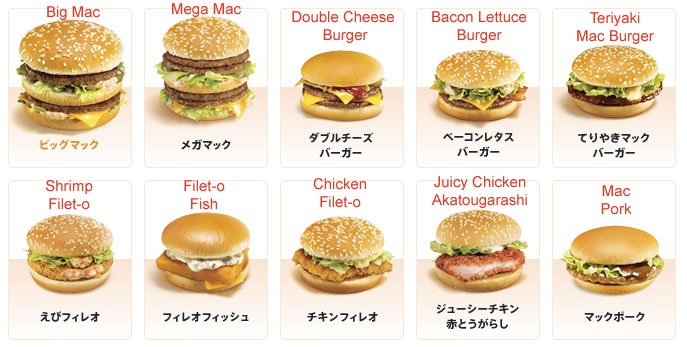 Big Mac
ビッグマック
Mega Mac
メガマック
Double Cheese
Burger
ダブルチーズ
バーガー
Bacon Lettuce
Burger
ベーコンレタス
バーガー
Teriyaki
Mac Burger
てりやきマック
バーガー
Shrimp
Filet-o
えびフィレオ
Filet-o
Fish
フィレオフィッシュ
Chicken
Filet-o
チキンフィレオ
Juicy Chicken
Akatougarashi
ジューシーチキン
赤とうがらし
Mac
Pork
マックポーク